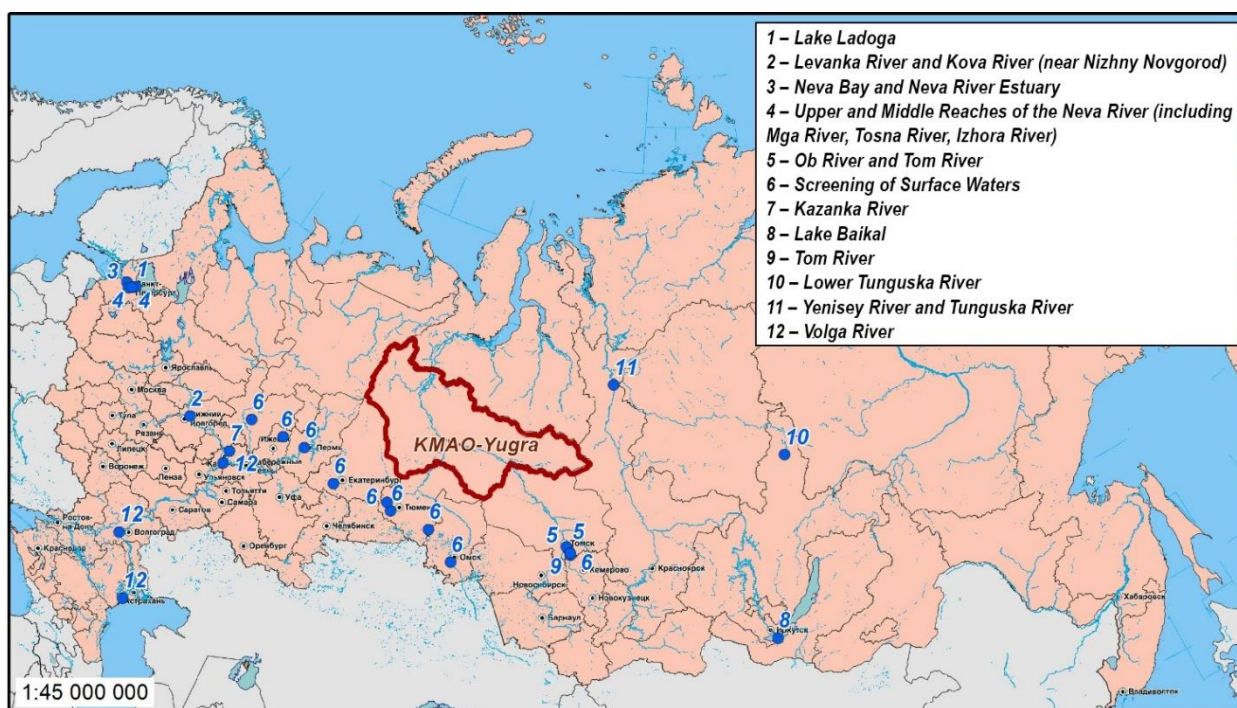 1 – Lake Ladoga
2 – Levanka River and Kova River (near Nizhny Novgorod)
3 – Neva Bay and Neva River Estuary
4 – Upper and Middle Reaches of the Neva River (including
Mga River, Tosna River, Izhora River)
5 – Ob River and Tom River
6 – Screening of Surface Waters
7 – Kazanka River
8 – Lake Baikal
9 – Tom River
10 – Lower Tunguska River
11 – Yenisey River and Tunguska River
12 – Volga River
3
1
4
4
11
Ярославль
Москва
2
6
6
6
Тула
Рязань
7
Пермь
KMAO-Yugra
10
Липецк
12
Воронеж
Пенза
Ульяновск
6
Екатеринбург
Тольятти
Уфа
6
6
Тюмень
Самара
Саратов
12
Волгоград
Челябинск
6
5
5
Томск
Краснодар
Оренбург
6
Омск
9
6
Кемерово
Красноярск
Новосибирск
12
Новокузнецк
Хабаровск
Барнаул
8
1:45 000 000
Владивосток